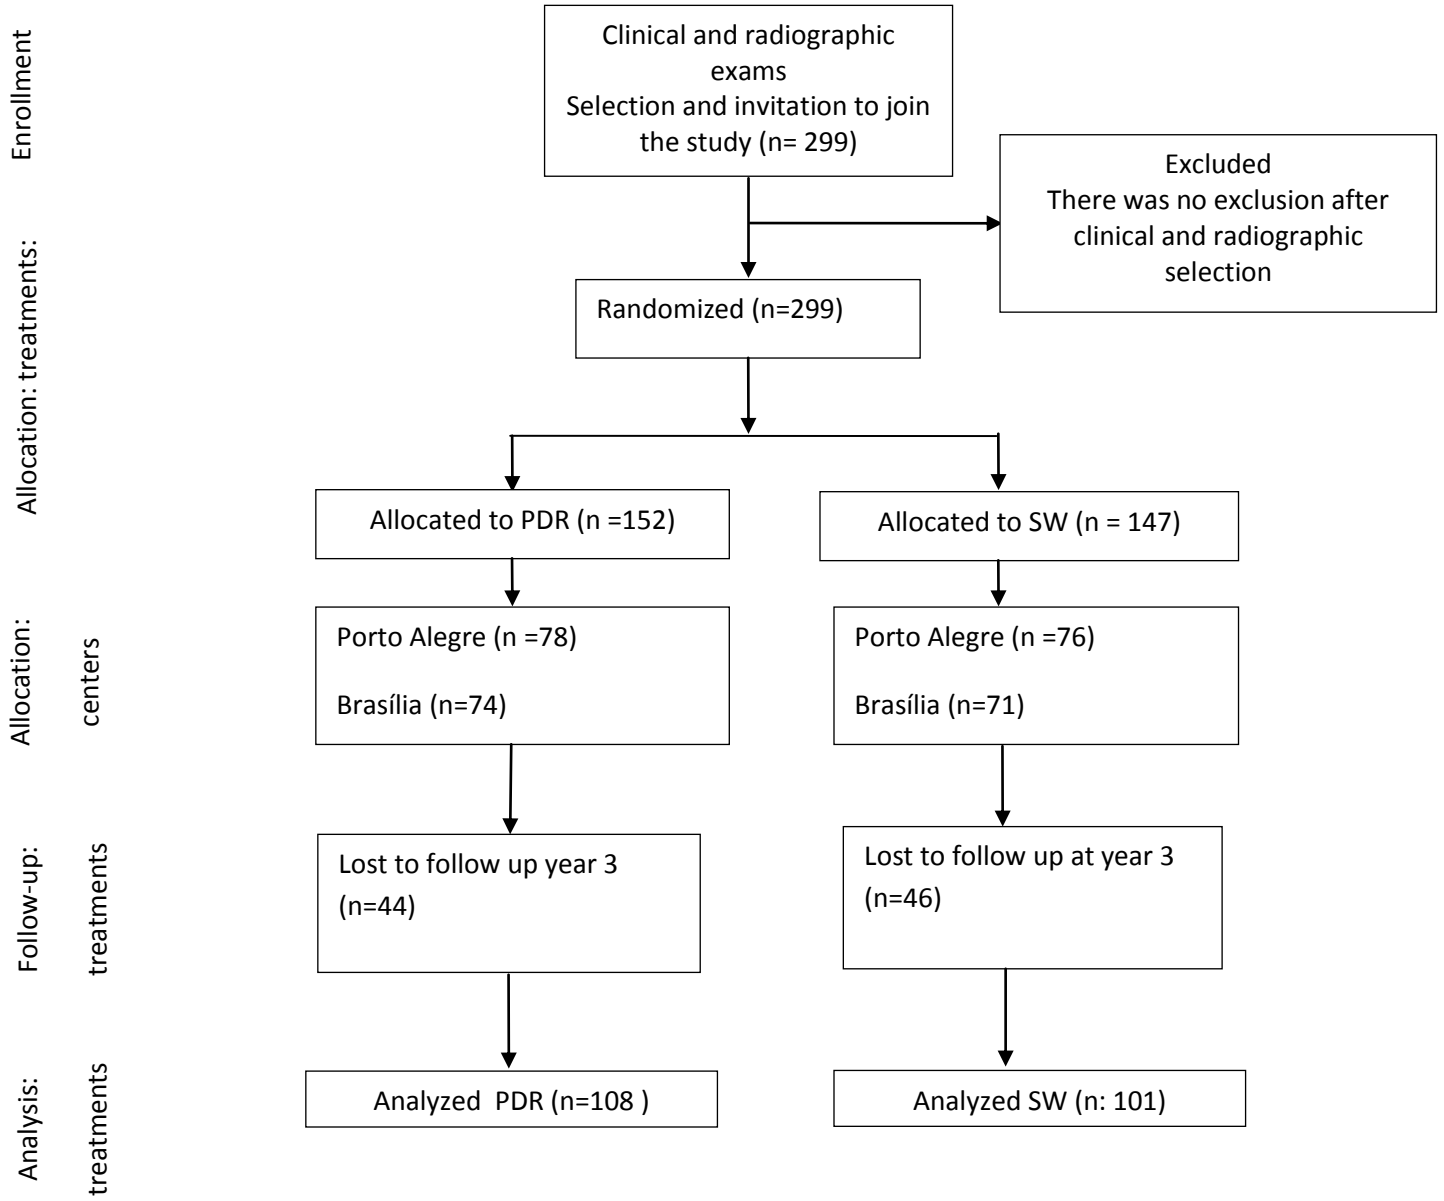 Enrollment
Clinical and radiographic
exams
Selection and invitation to join
the study (n= 299)
Excluded
There was no exclusion after
clinical and radiographic
selection
Allocation: treatments:
Randomized (n=299)
Allocated to PDR (n =152)
Allocated to SW (n = 147)
Allocation:
centers
Porto Alegre (n =78)
Brasília (n=74)
Porto Alegre (n =76)
Brasília (n=71)
Follow-up:
treatments
Lost to follow up year 3
(n=44)
Lost to follow up at year 3
(n=46)
Analysis:
treatments
Analyzed  PDR (n=108 )
Analyzed SW (n: 101)